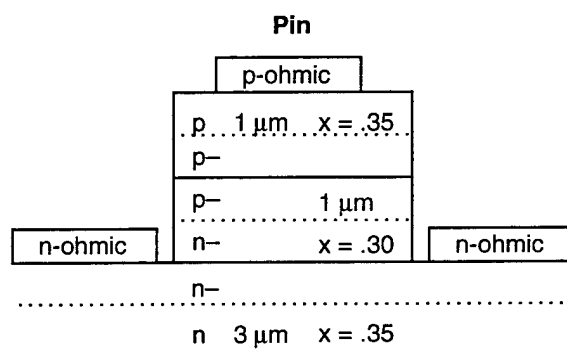 Pin
p-ohmic
p 1 µm x = .35
p–
p– 1 µm
n-ohmic n– x = .30 n-ohmic
n–
n 3 µm x = .35